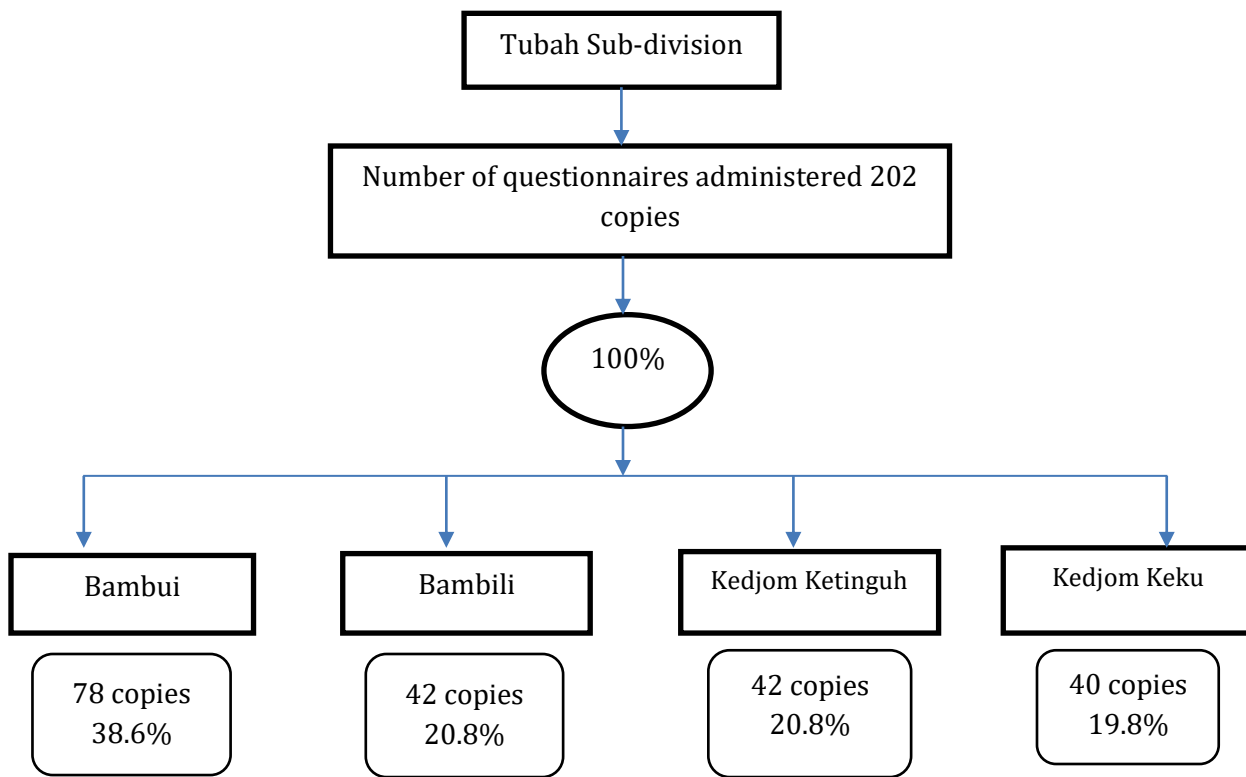 Tubah Sub-division
Number of questionnaires administered 202
copies
100%
Bambui
Bambili
Kedjom Ketinguh
Kedjom Keku
78 copies
38.6%
42 copies
20.8%
42 copies
20.8%
40 copies
19.8%